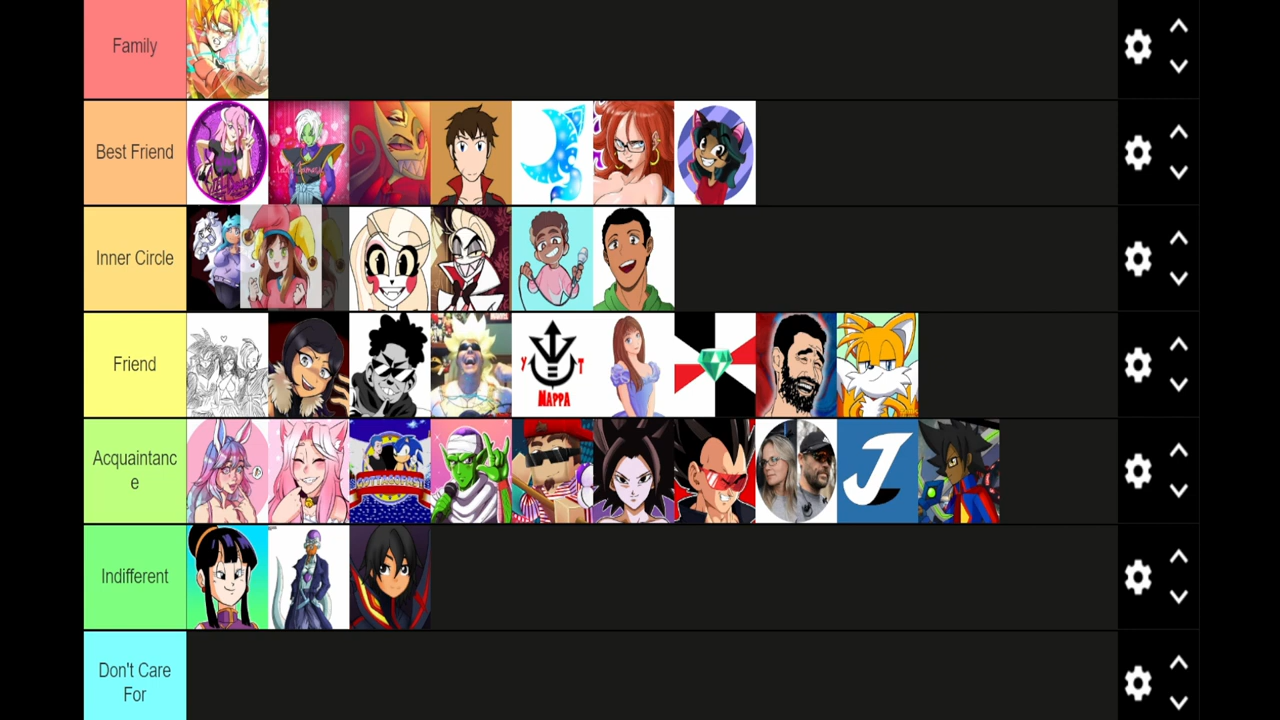 Family
Best Friend
Inner Circle
Friend
Y T
MAPPA
Acquaintanc
e
J
Indifferent
Don't Care
For